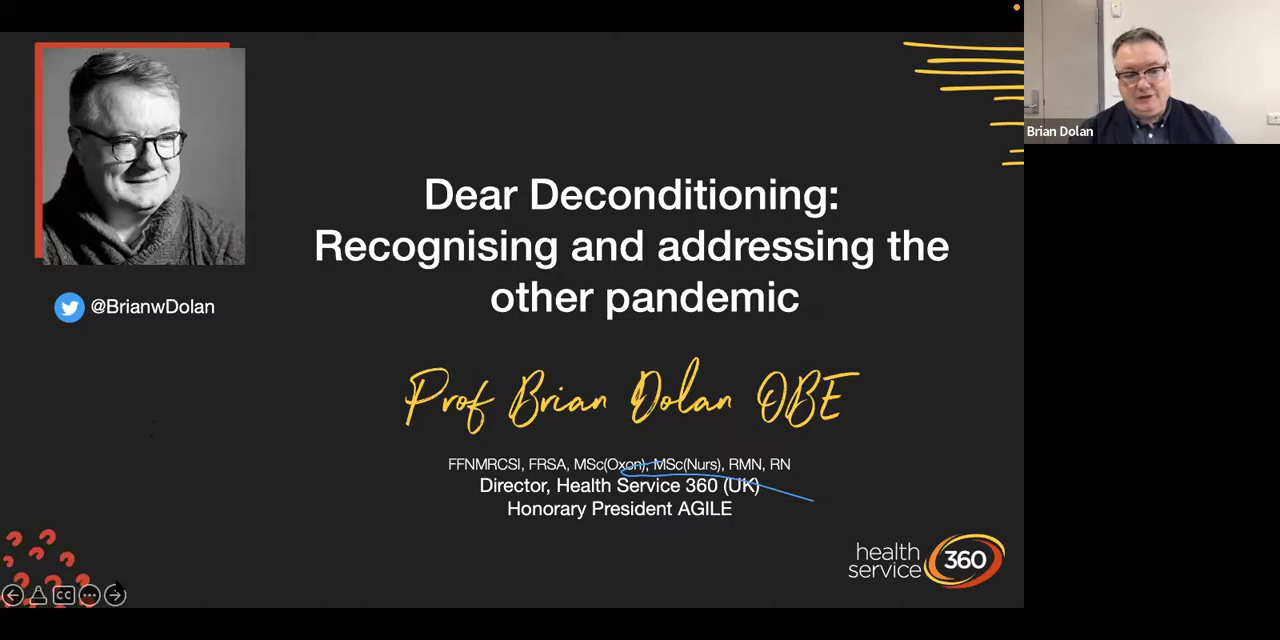 Brian Dolan
Dear Deconditioning:
Recognising and addressing the
other pandemic
@BrianwDolan
Prof Brian Dolan OBE
FFNMRCSI, FRSA, MSc(Oxon), MSc(Nurs), RMN, RN
Director, Health Service 360 (UK)
Honorary President AGILE
health
service
360
CC